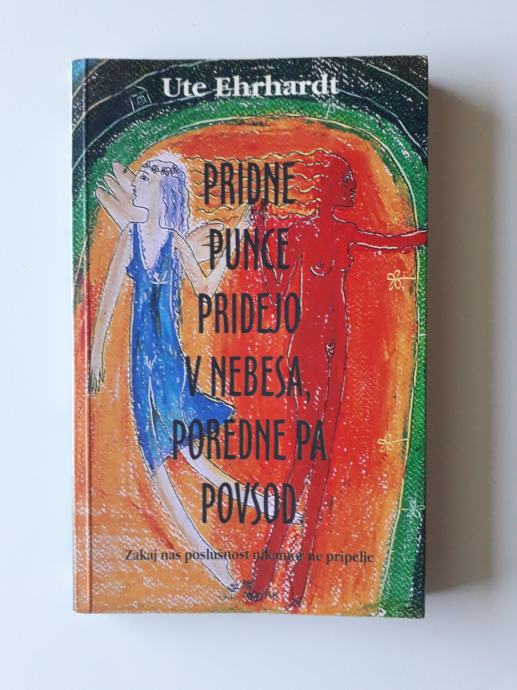 Ute Ehrhardt
PRIDNE
PUNCE
PRIDEJO
V NEBESA,
POREDNE PA
POVSOD
Zakaj nas poslušnost nikamor ne pripelje